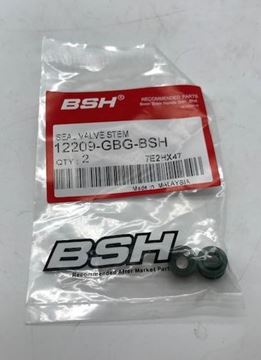 BSH
RECOMMENDED PARTS
SEAL VALVE STEM
12209-GBG-BSH
QTY : 2
7E2HX47
Made in MALAYSIA
BSH
Recommended After Market Part